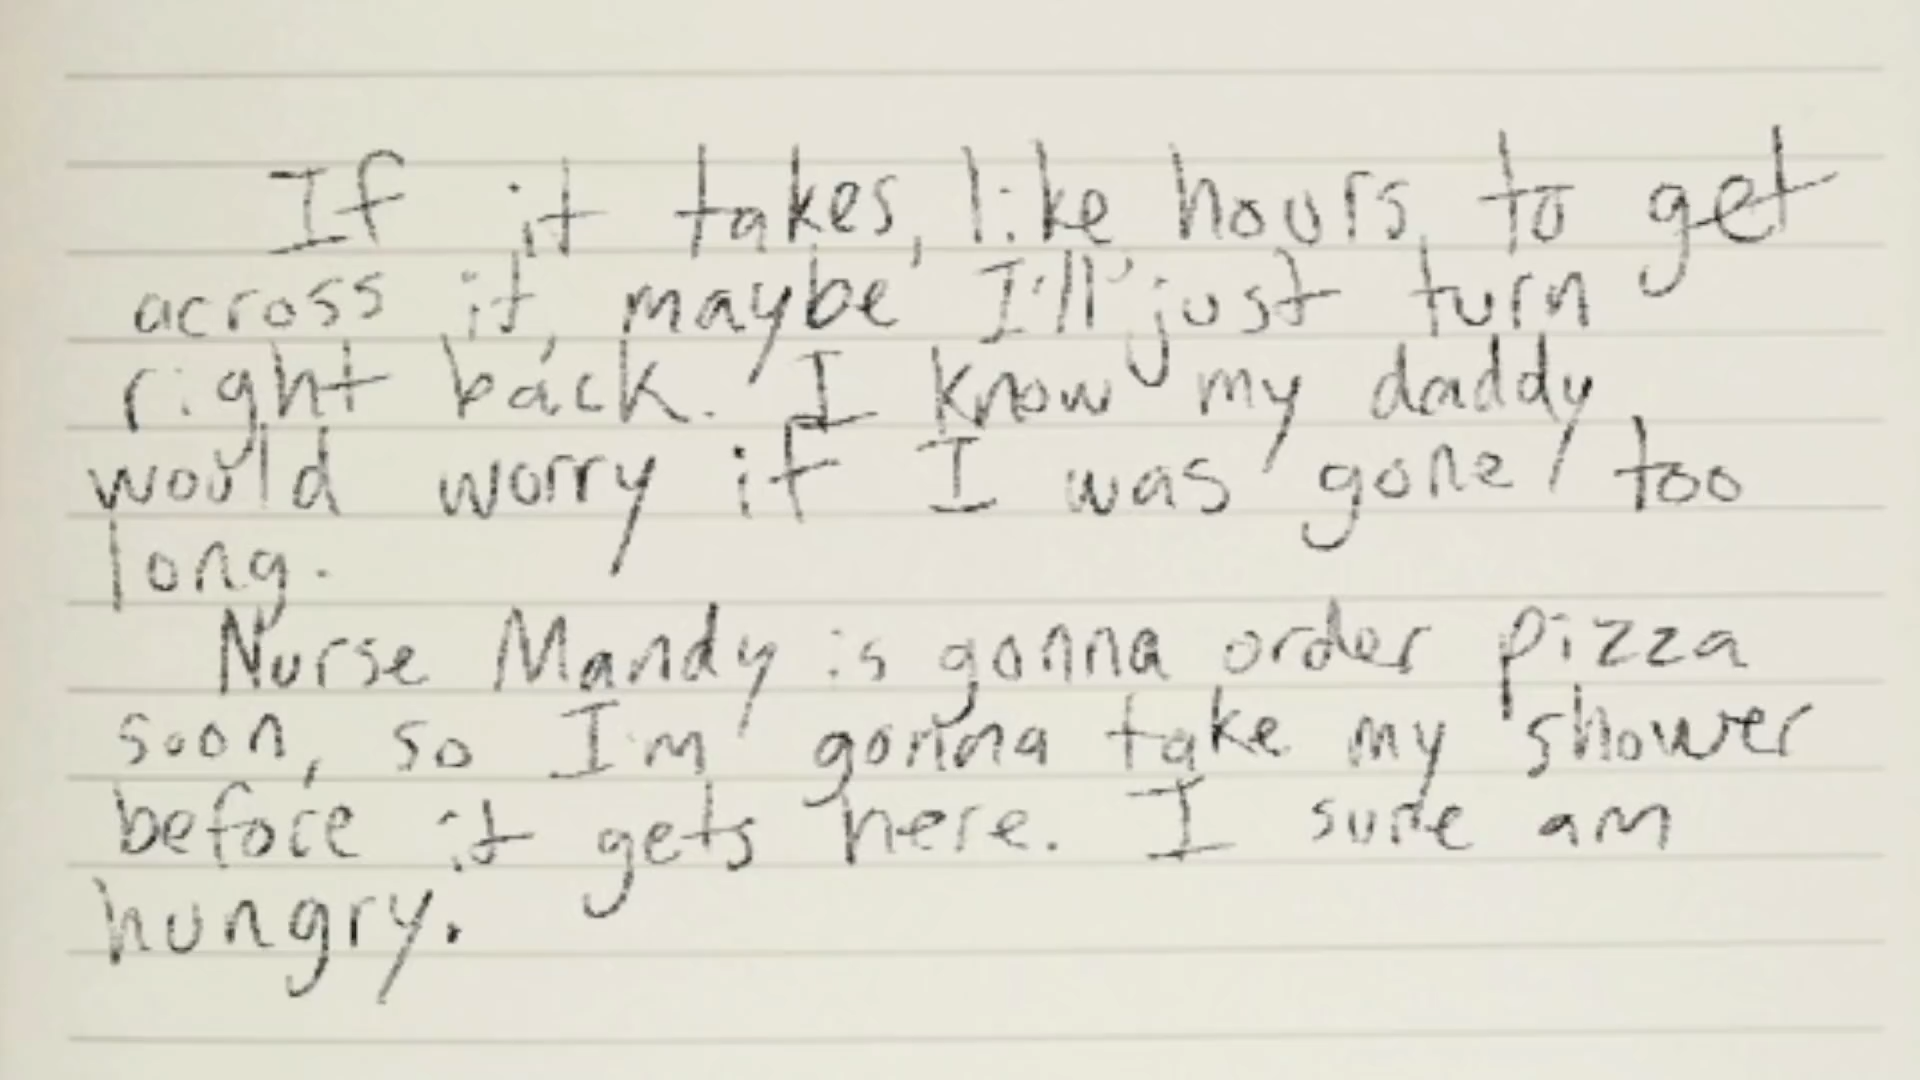 If it takes, like hours, to get
across it, maybe I'll just turn
right back. I know my daddy
would worry if I was gone too
long.
Nurse Mandy is gonna order pizza
soon, so I'm gonna take my shower
before it gets here. I sure am
hungry.